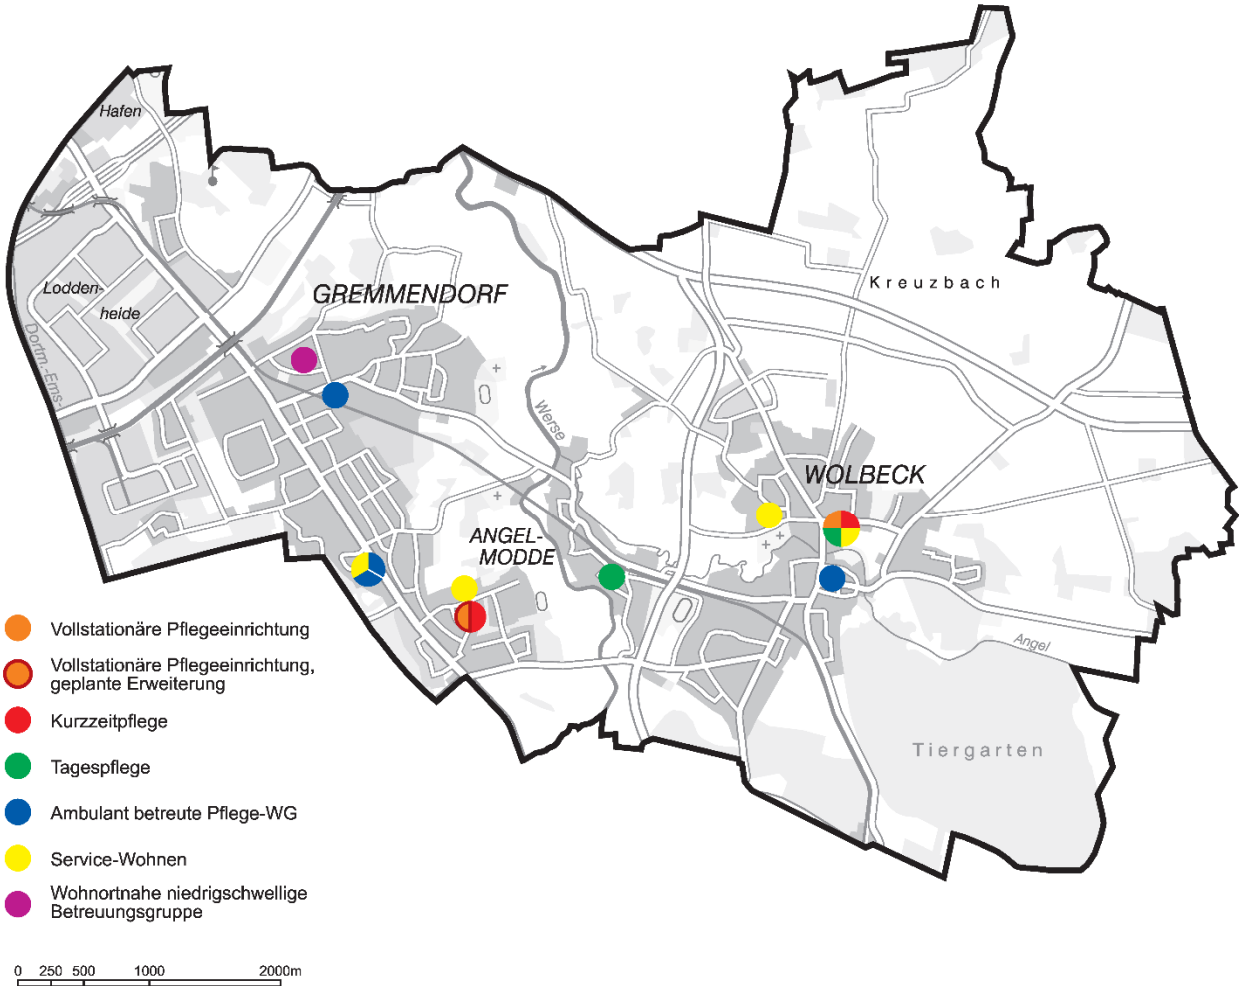 Hafen
Lodden-
heide
Dortm.-Ems-
GREMMENDORF
Werse
Kreuzbach
WOLBECK
ANGEL-
MODDE
Angel
Tiergarten
Vollstationäre Pflegeeinrichtung
Vollstationäre Pflegeeinrichtung,
geplante Erweiterung
Kurzzeitpflege
Tagespflege
Ambulant betreute Pflege-WG
Service-Wohnen
Wohnortnahe niedrigschwellige
Betreuungsgruppe
0 250 500 1000 2000m